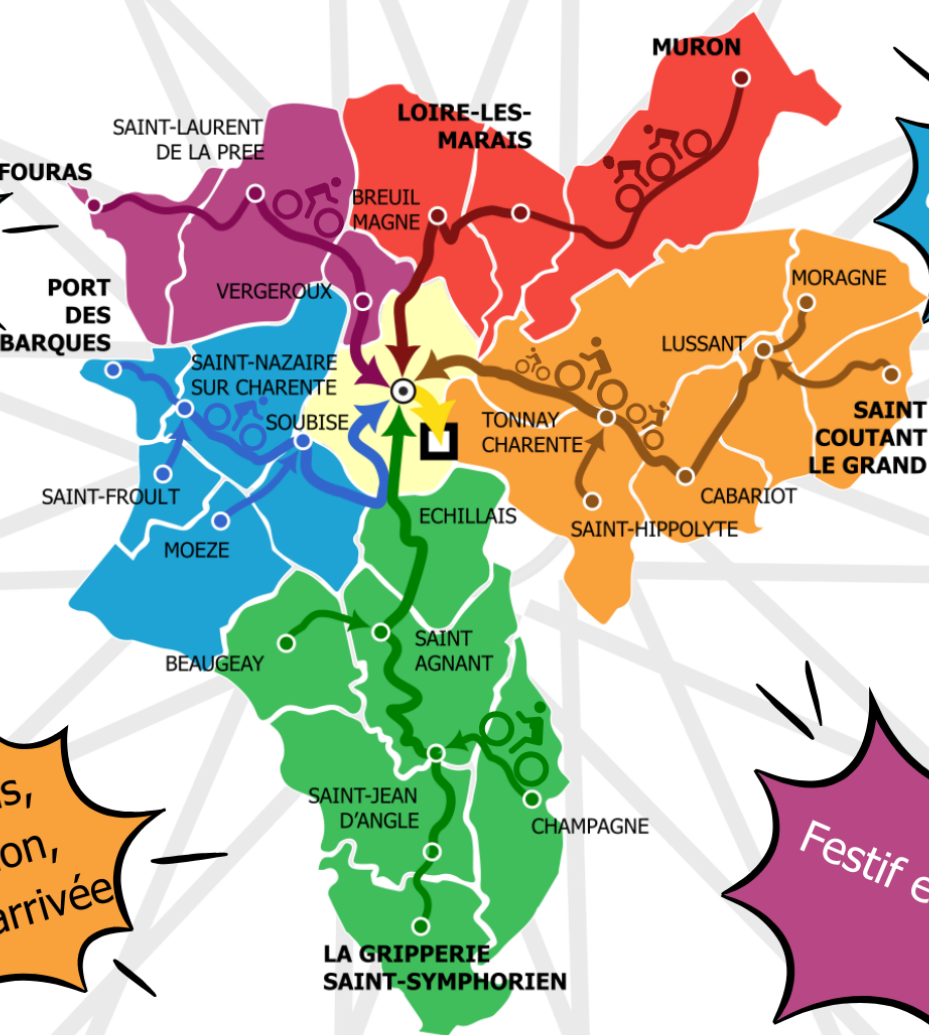 MURON
LOIRE-LES-
MARAIS
SAINT-LAURENT
DE LA PREE
FOURAS
BREUIL
MAGNE
VERGEROUX
PORT
DES
BARQUES
MORAGNE
LUSSANT
SAINT-NAZAIRE
SUR CHARENTE
SOUBISE
TONNAY
CHARENTE
SAINT
COUTANT
LE GRAND
CABARIOT
SAINT-FROULT
ECHILLAIS
SAINT-HIPPOLYTE
MOEZE
SAINT
AGNANT
BEAUGEAY
SAINT-JEAN
D'ANGLE
CHAMPAGNE
s,
on,
arrivée
Festif e
LA GRIPPERIE
SAINT-SYMPHORIEN